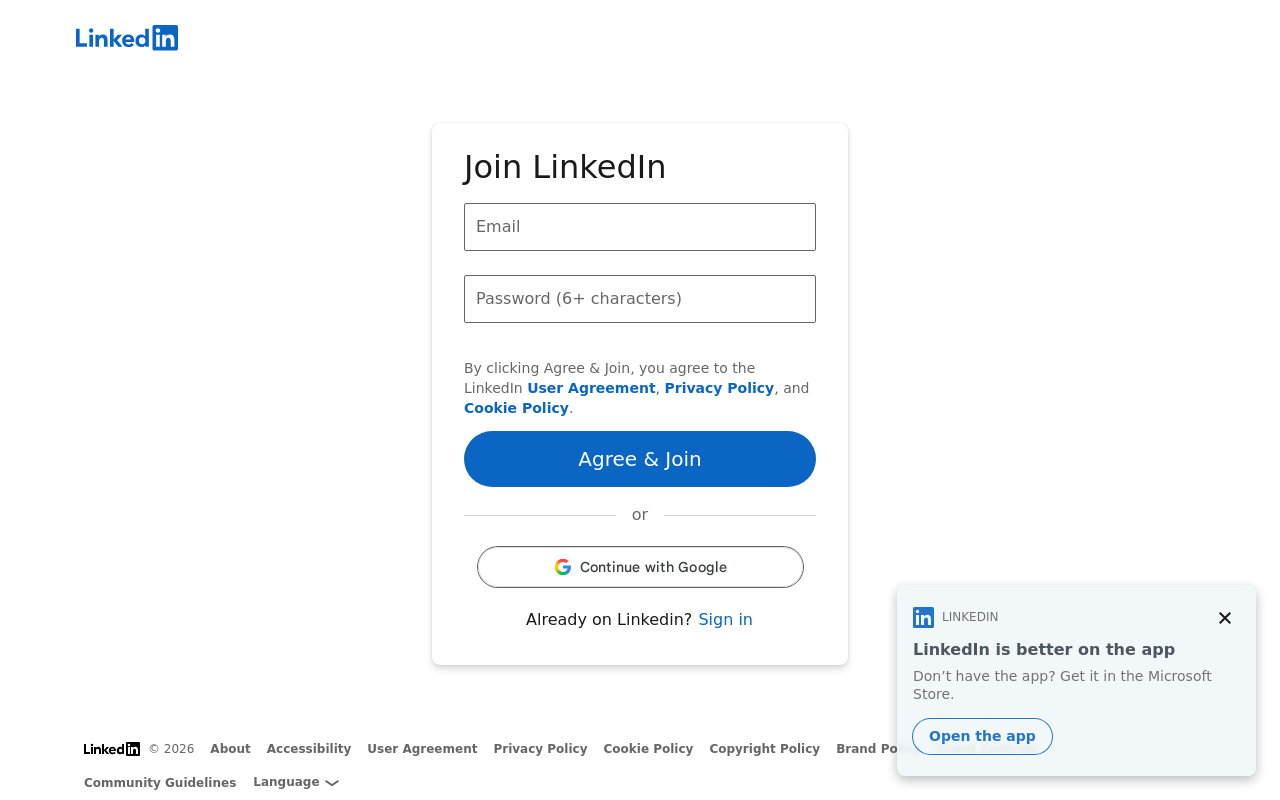 Linkedin
Join LinkedIn
Email
Password (6+ characters)
By clicking Agree & Join, you agree to the
LinkedIn User Agreement, Privacy Policy, and
Cookie Policy.
Agree & Join
or
Continue with Google
Already on Linkedin? Sign in
in LINKEDIN
LinkedIn is better on the app
Don’t have the app? Get it in the Microsoft
Store.
Open the app
Linkedin © 2026 About Accessibility User Agreement Privacy Policy Cookie Policy Copyright Policy Brand
Community Guidelines Language